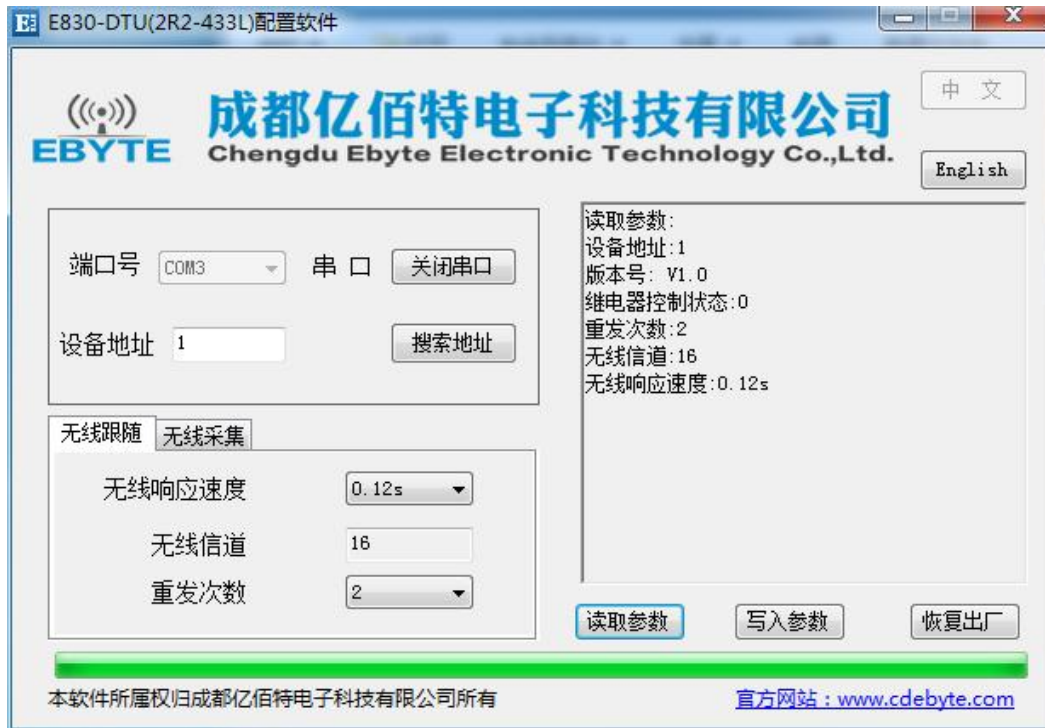 E830-DTU(2R2-433L)配置软件
EBYTE
成都亿佰特电子科技有限公司
Chengdu Ebyte Electronic Technology Co.,Ltd.
中 文
English
端口号 COM3 串 口 关闭串口
设备地址 1 搜索地址
无线跟随 无线采集
无线响应速度 0.12s
无线信道 16
重发次数 2
读取参数:
设备地址:1
版本号: V1.0
继电器控制状态:0
重发次数:2
无线信道:16
无线响应速度:0.12s
读取参数 写入参数 恢复出厂
本软件所属权归成都亿佰特电子科技有限公司所有
官方网站：www.cdebyte.com